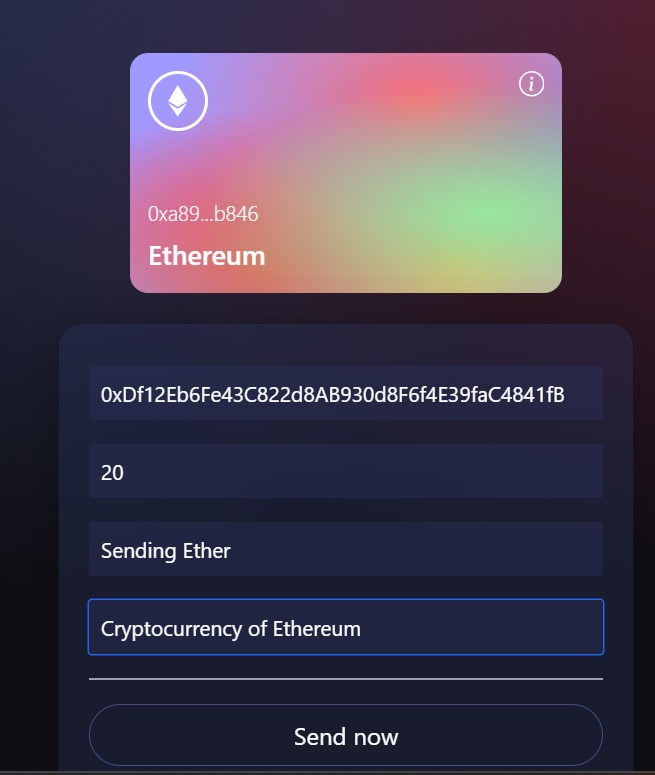 i
0xa89...b846
Ethereum
0xDf12Eb6Fe43C822d8AB930d8F6f4E39faC4841fB
20
Sending Ether
Cryptocurrency of Ethereum
Send now